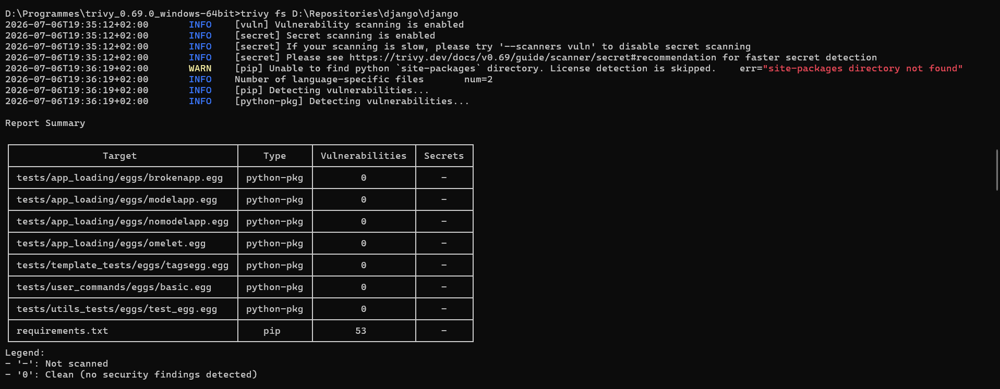 D:\Programmes\trivy_0.69.0_windows-64bit>trivy fs D:\Repositories\django\django
2026-07-06T19:35:12+02:00 INFO [vuln] Vulnerability scanning is enabled
2026-07-06T19:35:12+02:00 INFO [secret] Secret scanning is enabled
2026-07-06T19:35:12+02:00 INFO [secret] If your scanning is slow, please try '--scanners vuln' to disable secret scanning
2026-07-06T19:35:12+02:00 INFO [secret] Please see https://trivy.dev/docs/v0.69/guide/scanner/secret#recommendation for faster secret detection
2026-07-06T19:36:19+02:00 WARN [pip] Unable to find python `site-packages` directory. License detection is skipped. err="site-packages directory not found"
2026-07-06T19:36:19+02:00 INFO Number of language-specific files num=2
2026-07-06T19:36:19+02:00 INFO [pip] Detecting vulnerabilities...
2026-07-06T19:36:19+02:00 INFO [python-pkg] Detecting vulnerabilities...
Report Summary
Target Type Vulnerabilities Secrets
tests/app_loading/eggs/brokenapp.egg python-pkg 0 -
tests/app_loading/eggs/modelapp.egg python-pkg 0 -
tests/app_loading/eggs/nomodelapp.egg python-pkg 0 -
tests/app_loading/eggs/omelet.egg python-pkg 0 -
tests/template_tests/eggs/tagsegg.egg python-pkg 0 -
tests/user_commands/eggs/basic.egg python-pkg 0 -
tests/utils_tests/eggs/test_egg.egg python-pkg 0 -
requirements.txt pip 53 -
Legend:
- '-': Not scanned
- '0': Clean (no security findings detected)